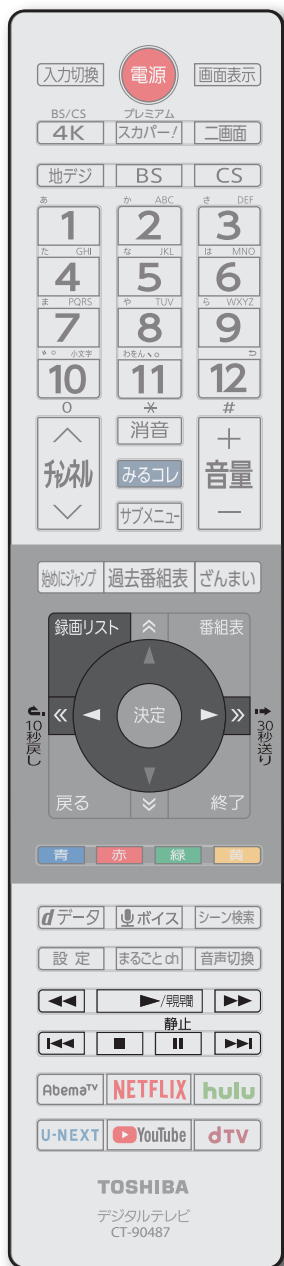 入力切換 電源 画面表示
BS/CS プレミアム
4K スカパー! 二画面
地デジ BS CS
あ か ABC さ DEF
1 2 3
た GHI な JKL は MNO
4 5 6
ま PQRS や TUV ら WXYZ
7 8 9
小文字 わをん
10 11 12
0 #
チャンネル 消音 + 音量 −
みるコレ
サブメニュー
始めにジャンプ 過去番組表 ざんまい
録画リスト 番組表
10秒戻し 決定 30秒送り
戻る 終了
青 赤 緑 黄
dデータ ボイス シーン検索
設定 まるごとch 音声切換
/早見早聞
静止
AbemaTV NETFLIX hulu
U-NEXT YouTube dTV
TOSHIBA
デジタルテレビ
CT-90487